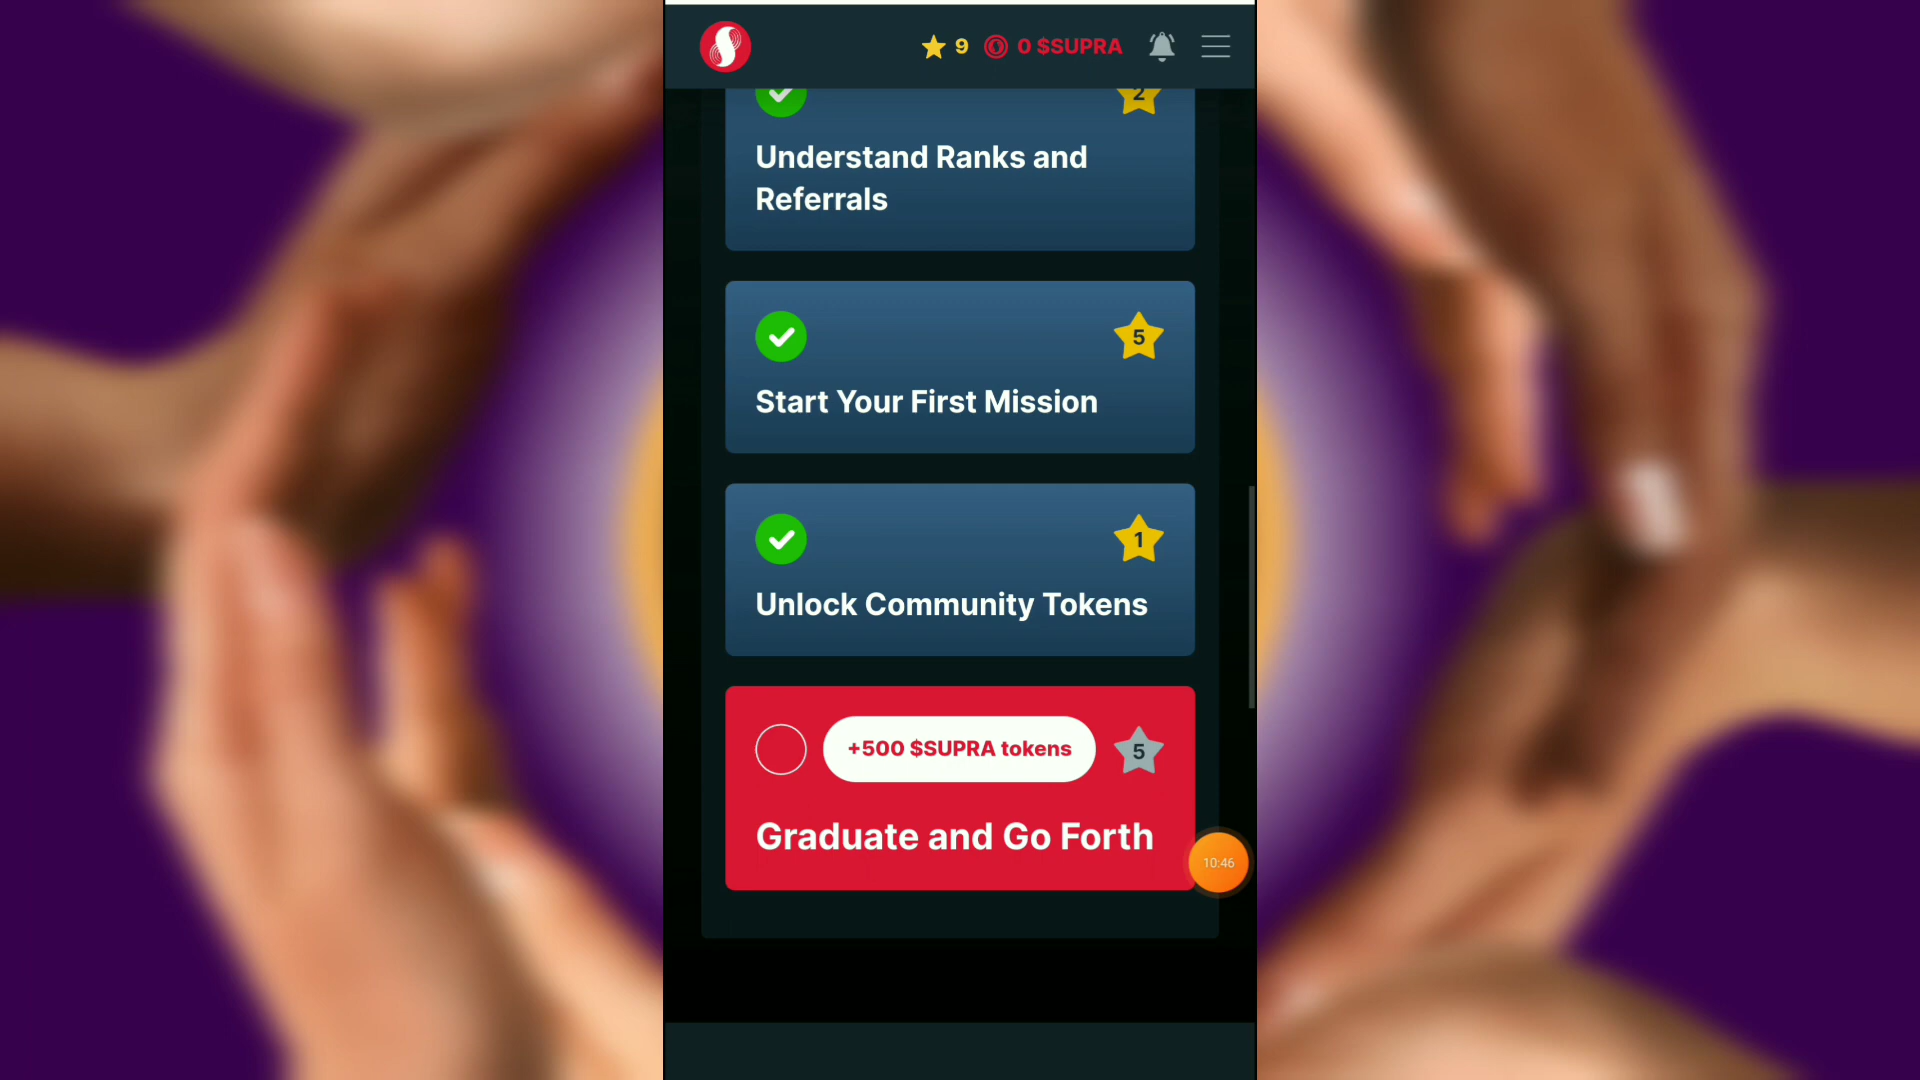 9
0 $SUPRA
2
Understand Ranks and
Referrals
5
Start Your First Mission
1
Unlock Community Tokens
+500 $SUPRA tokens
5
Graduate and Go Forth
10:46